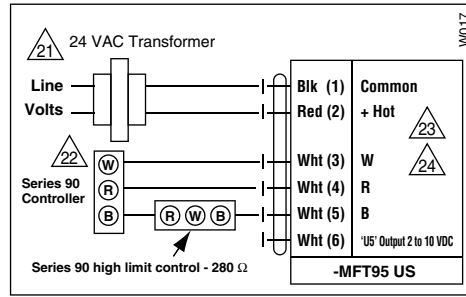 W017
21 24 VAC Transformer
Line
Volts
Blk (1) Common
Red (2) + Hot
23
22
24
Series 90
Controller
W
R
B
R W B
Wht (3) W
Wht (4) R
Wht (5) B
Wht (6) ‘U5’ Output 2 to 10 VDC
Series 90 high limit control - 280 Ω
-MFT95 US